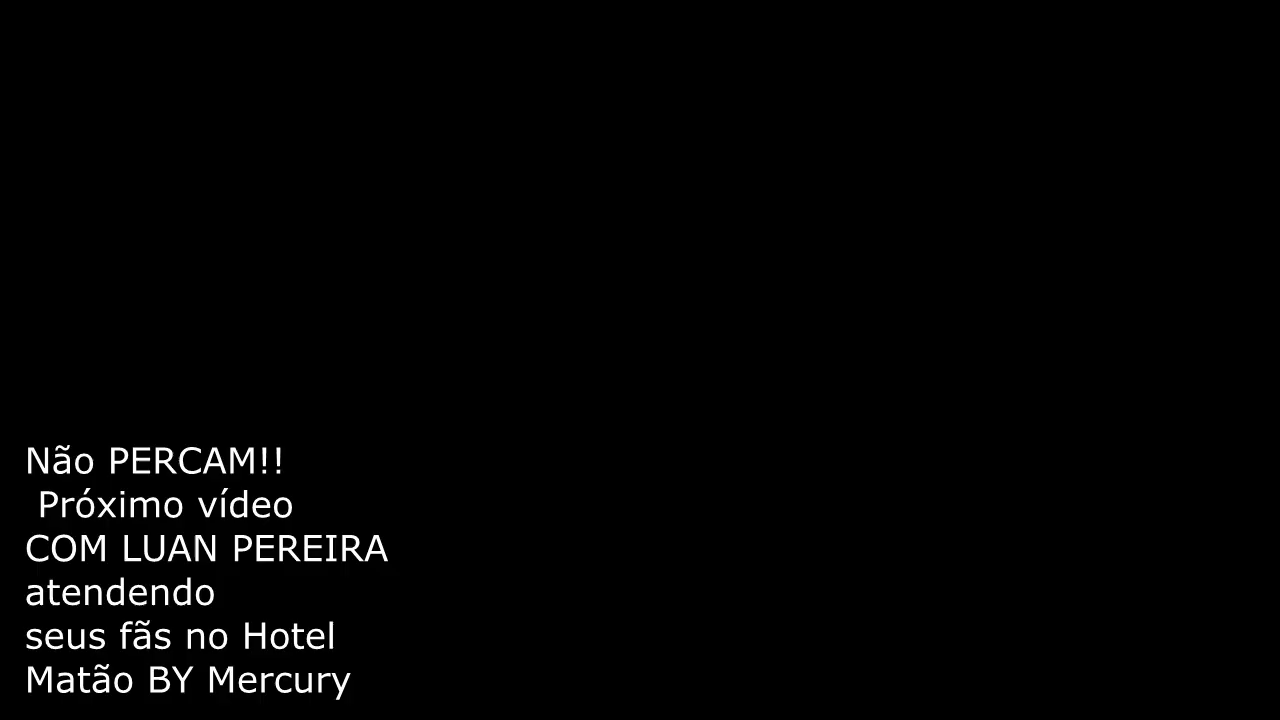 Não PERCAM!!
Próximo vídeo
COM LUAN PEREIRA
atendendo
seus fãs no Hotel
Matão BY Mercury